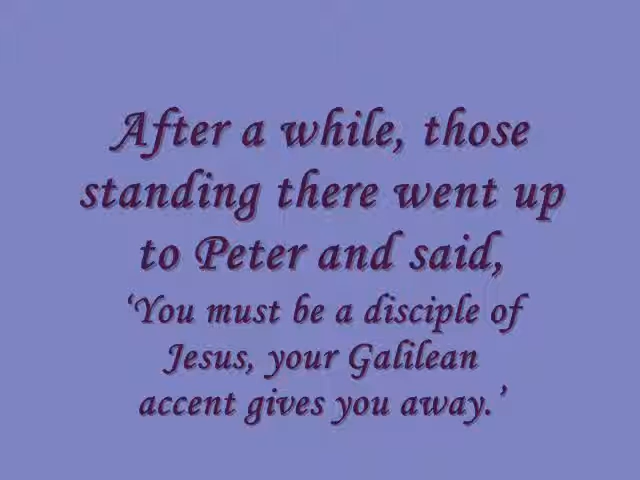 After a while, those
standing there went up
to Peter and said,
‘You must be a disciple of
Jesus, your Galilean
accent gives you away.’